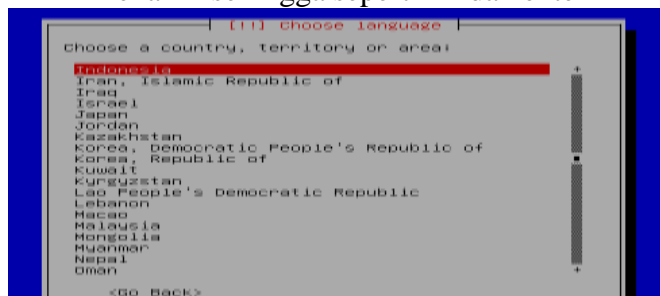 [!!] Choose language
Choose a country, territory or area:
Indonesia
Iran, Islamic Republic of
Iraq
Israel
Japan
Jordan
Kazakhstan
Korea, Democratic People's Republic of
Korea, Republic of
Kuwait
Kyrgyzstan
Lao People's Democratic Republic
Lebanon
Macao
Malaysia
Mongolia
Myanmar
Nepal
Oman
<Go Back>